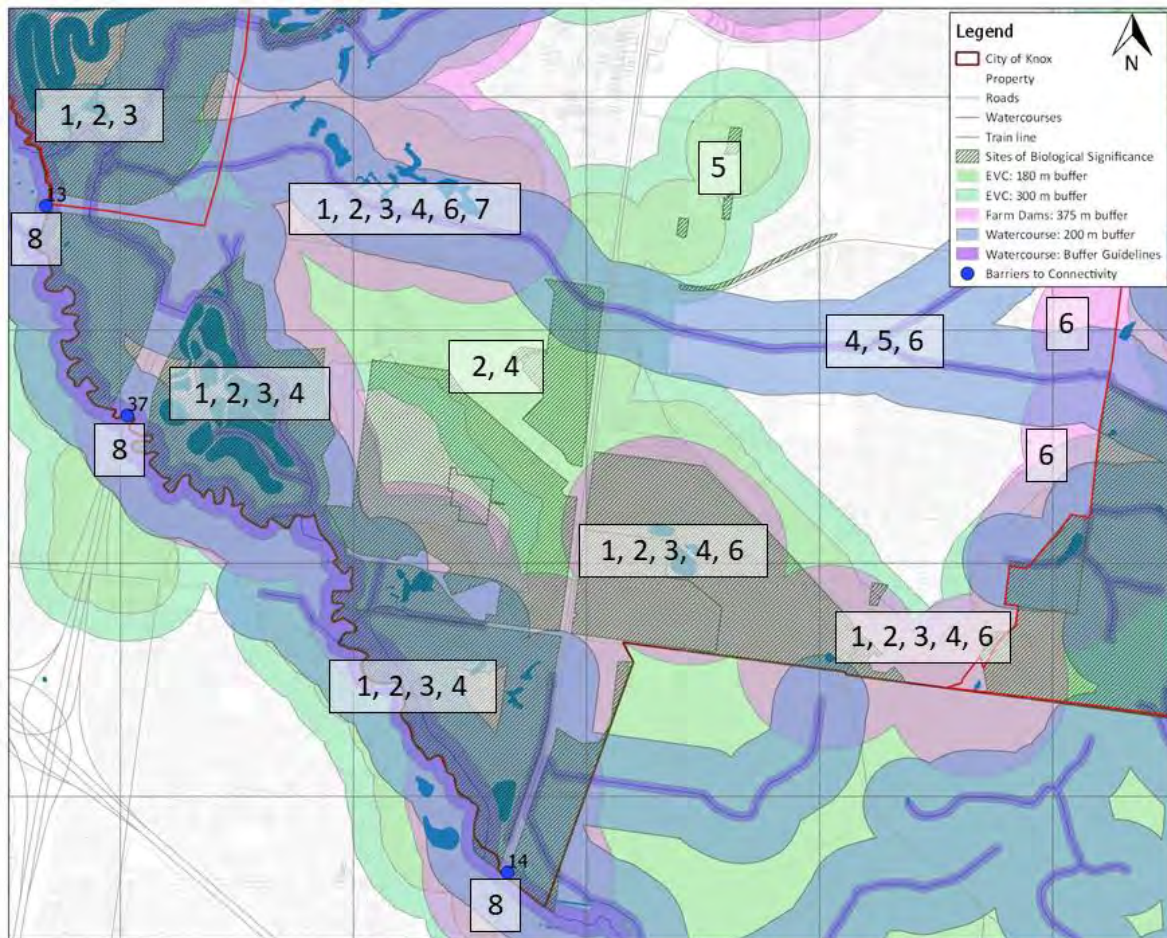 Legend
N
City of Knox
Property
Roads
Watercourses
Train line
Sites of Biological Significance
EVC: 180 m buffer
EVC: 300 m buffer
Farm Dams: 375 m buffer
Watercourse: 200 m buffer
Watercourse: Buffer Guidelines
Barriers to Connectivity
1, 2, 3
5
13
1, 2, 3, 4, 6, 7
8
6
4, 5, 6
2, 4
1, 2, 3, 4
37
8
6
1, 2, 3, 4, 6
1, 2, 3, 4, 6
1, 2, 3, 4
14
8